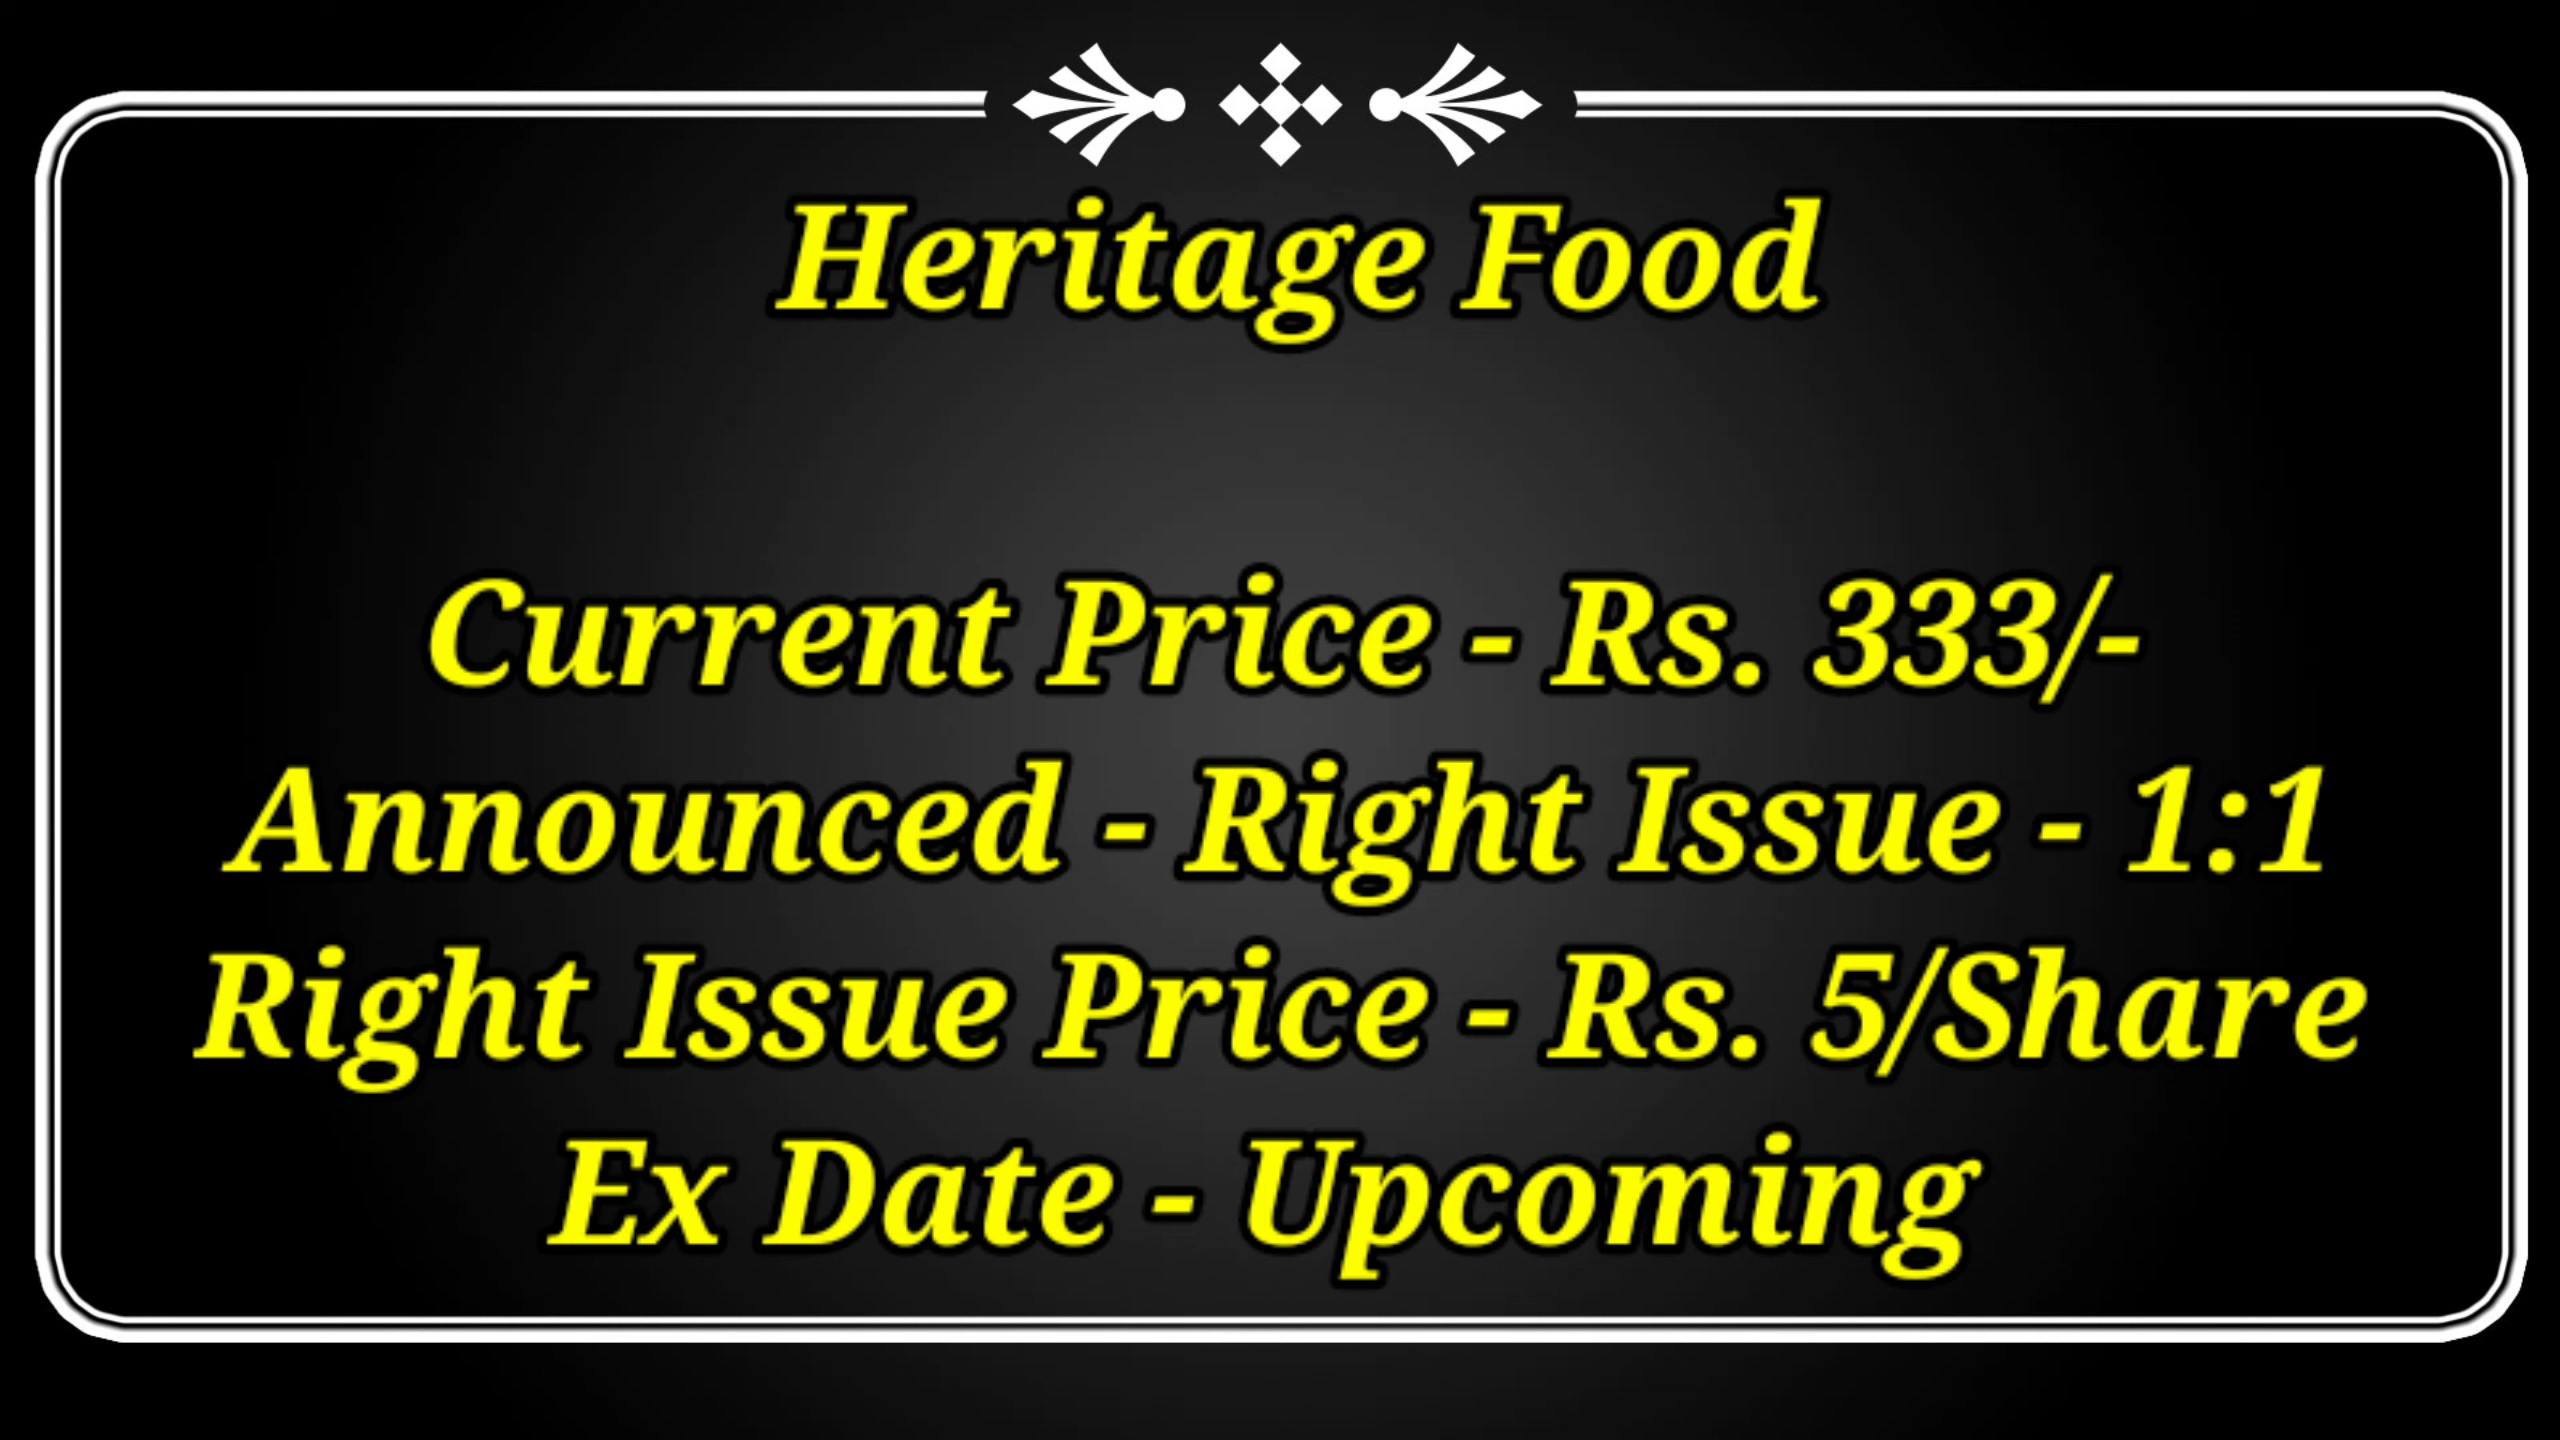 Heritage Food
Current Price - Rs. 333/-
Announced - Right Issue - 1:1
Right Issue Price - Rs. 5/Share
Ex Date - Upcoming